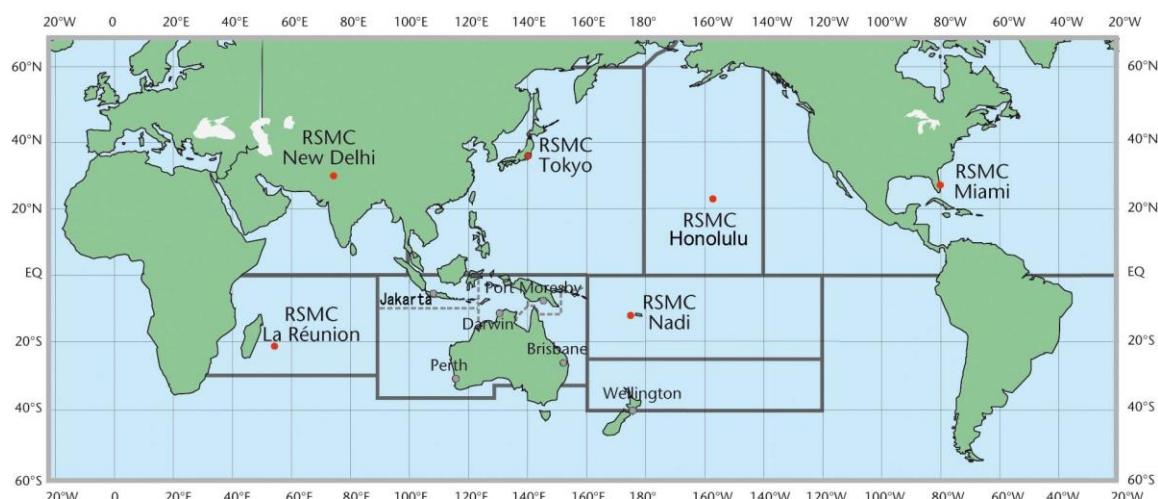 20°W 0 20°E 40°E 60°E 80°E 100°E 120°E 140°E 160°E 180°E 160°W 140°W 120°W 100°W 80°W 60°W 40°W 20°W
60°N 60°N
40°N 40°N
RSMC
New Delhi
RSMC
Tokyo
RSMC
Miami
20°N 20°N
RSMC
Honolulu
EQ EQ
Jakarta
Port Moresby
RSMC
La Réunion
Darwin
RSMC
Nadi
20°S 20°S
Perth
Brisbane
Wellington
40°S 40°S
60°S 60°S
20°W 0 20°E 40°E 60°E 80°E 100°E 120°E 140°E 160°E 180°E 160°W 140°W 120°W 100°W 80°W 60°W 40°W 20°W